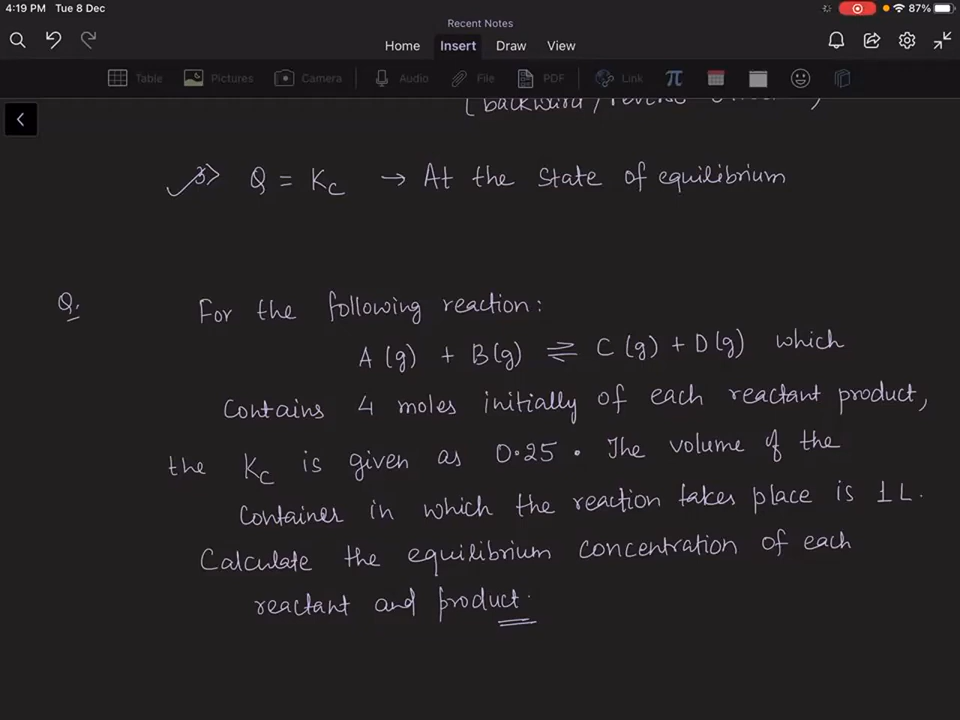 4:19 PM Tue 8 Dec
87%
Recent Notes
Home Insert Draw View
Table Pictures Camera Audio File PDF Link π
(backward/reverse
3> Q = Kc → At the state of equilibrium
Q. For the following reaction:
A (g) + B(g) ⇌ C (g) + D(g) which
contains 4 moles initially of each reactant product,
the Kc is given as 0.25. The volume of the
container in which the reaction takes place is 1 L.
Calculate the equilibrium concentration of each
reactant and product.